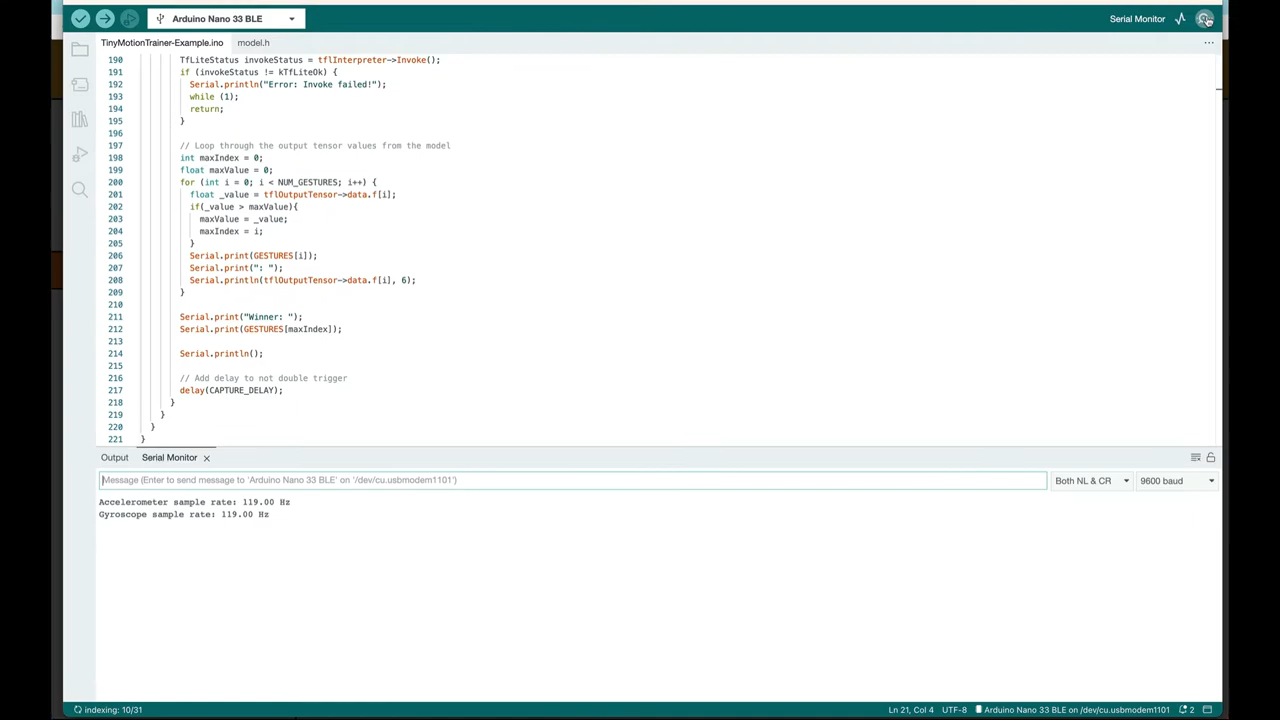 Arduino Nano 33 BLE
Serial Monitor
TinyMotionTrainer-Example.ino
model.h
190 TfLiteStatus invokeStatus = tflInterpreter->Invoke();
191 if (invokeStatus != kTfLiteOk) {
192 Serial.println("Error: Invoke failed!");
193 while (1);
194 return;
195 }
196
197 // Loop through the output tensor values from the model
198 int maxIndex = 0;
199 float maxValue = 0;
200 for (int i = 0; i < NUM_GESTURES; i++) {
201 float _value = tflOutputTensor->data.f[i];
202 if(_value > maxValue){
203 maxValue = _value;
204 maxIndex = i;
205 }
206 Serial.print(GESTURES[i]);
207 Serial.print(": ");
208 Serial.println(tflOutputTensor->data.f[i], 6);
209 }
210
211 Serial.print("Winner: ");
212 Serial.print(GESTURES[maxIndex]);
213
214 Serial.println();
215
216 // Add delay to not double trigger
217 delay(CAPTURE_DELAY);
218 }
219 }
220 }
221 }
Output
Serial Monitor
Message (Enter to send message to 'Arduino Nano 33 BLE' on '/dev/cu.usbmodem1101')
Both NL & CR
9600 baud
Accelerometer sample rate: 119.00 Hz
Gyroscope sample rate: 119.00 Hz
indexing: 10/31
Ln 21, Col 4
UTF-8
Arduino Nano 33 BLE on /dev/cu.usbmodem1101
2